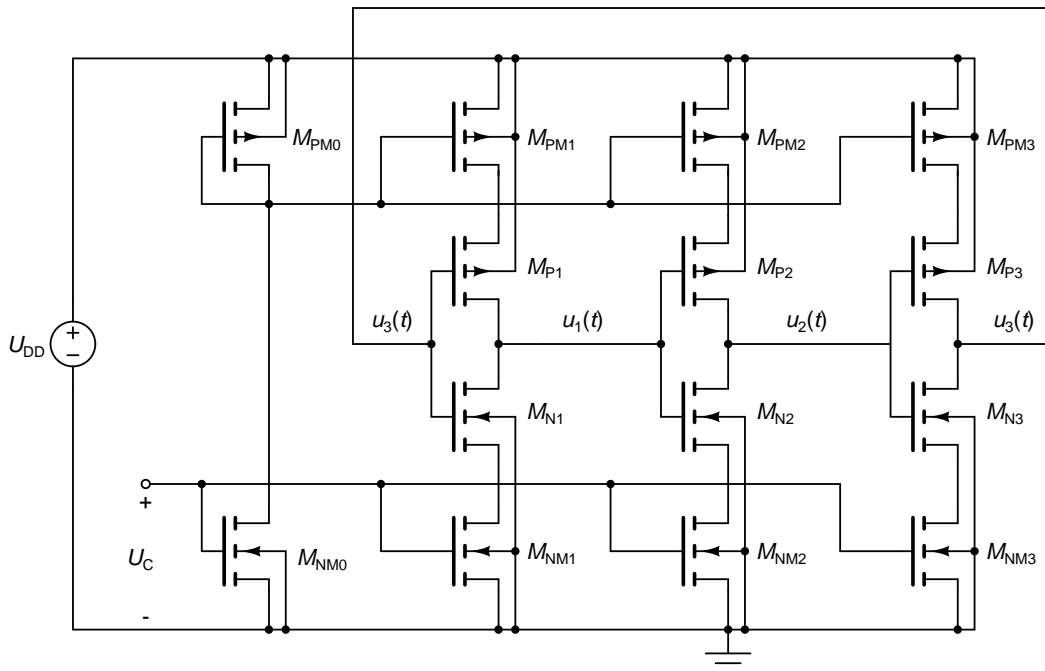 M_PM0
M_PM1
M_PM2
M_PM3
M_P1
M_P2
M_P3
u_3(t)
u_1(t)
u_2(t)
u_3(t)
U_DD
+
−
M_N1
M_N2
M_N3
+
U_C
-
M_NM0
M_NM1
M_NM2
M_NM3